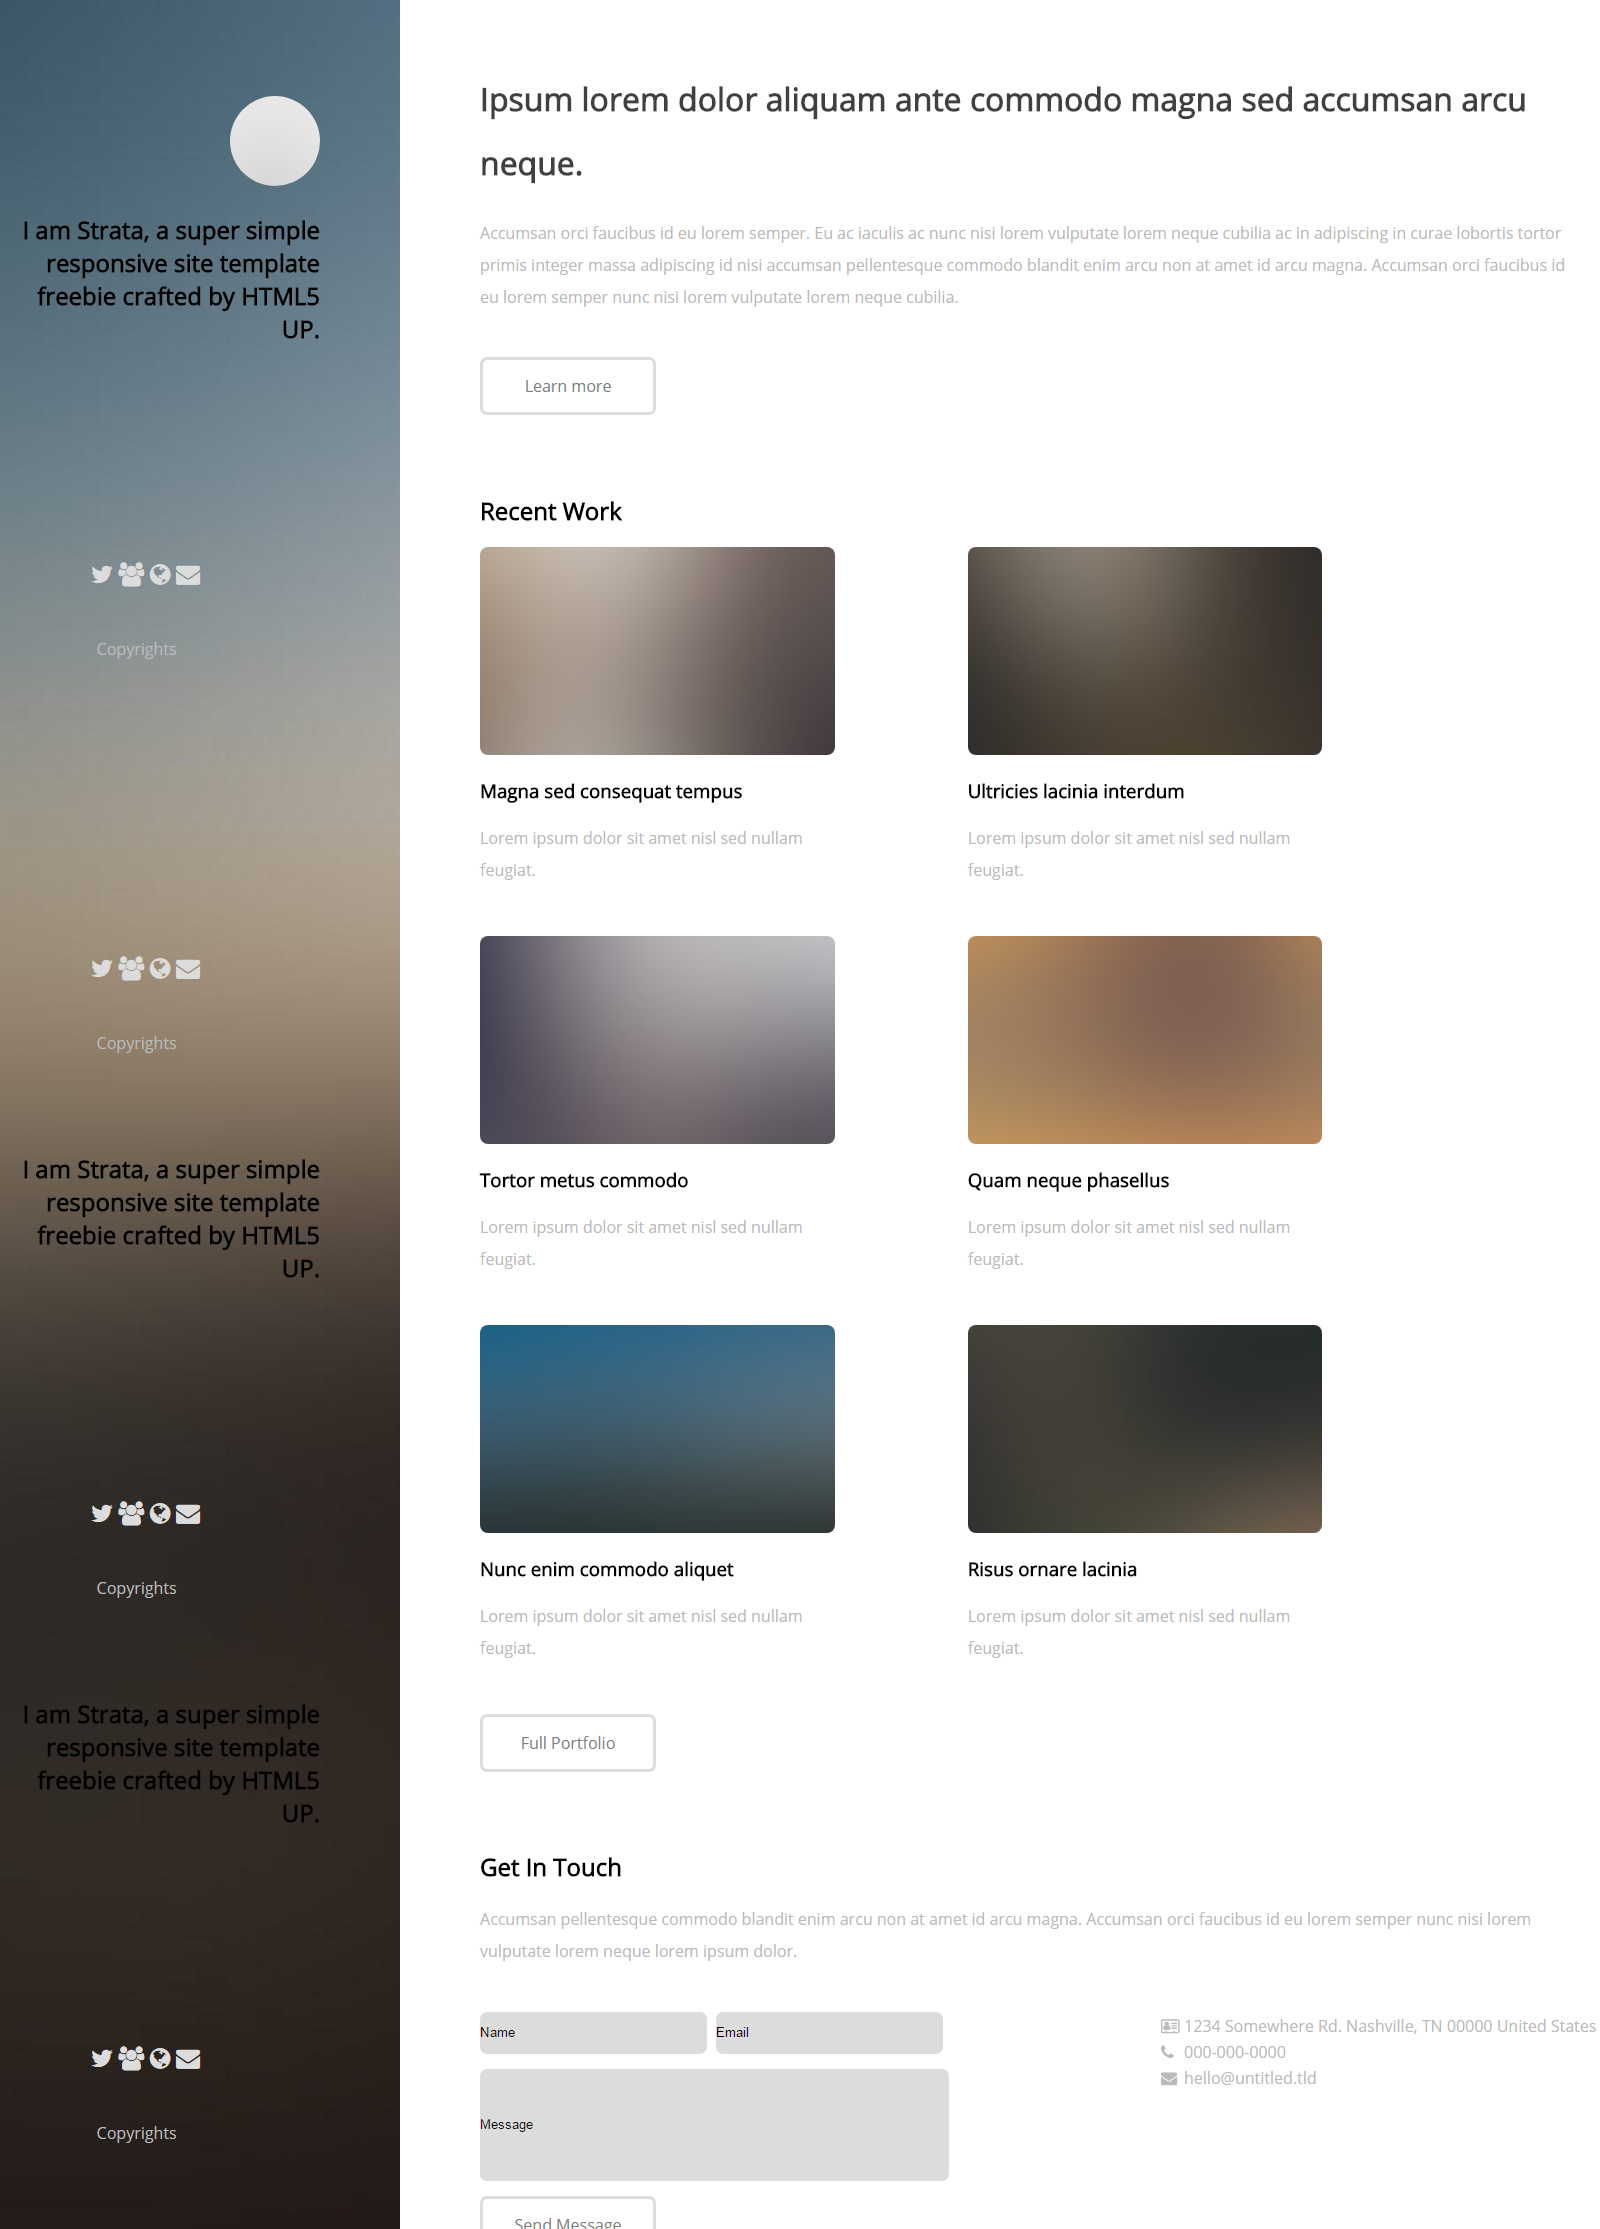 I am Strata, a super simple
responsive site template
freebie crafted by HTML5
UP.
Copyrights
Copyrights
I am Strata, a super simple
responsive site template
freebie crafted by HTML5
UP.
Copyrights
I am Strata, a super simple
responsive site template
freebie crafted by HTML5
UP.
Copyrights
Ipsum lorem dolor aliquam ante commodo magna sed accumsan arcu
neque.
Accumsan orci faucibus id eu lorem semper. Eu ac iaculis ac nunc nisi lorem vulputate lorem neque cubilia ac in adipiscing in curae lobortis tortor
primis integer massa adipiscing id nisi accumsan pellentesque commodo blandit enim arcu non at amet id arcu magna. Accumsan orci faucibus id
eu lorem semper nunc nisi lorem vulputate lorem neque cubilia.
Learn more
Recent Work
Magna sed consequat tempus
Lorem ipsum dolor sit amet nisl sed nullam
feugiat.
Ultricies lacinia interdum
Lorem ipsum dolor sit amet nisl sed nullam
feugiat.
Tortor metus commodo
Lorem ipsum dolor sit amet nisl sed nullam
feugiat.
Quam neque phasellus
Lorem ipsum dolor sit amet nisl sed nullam
feugiat.
Nunc enim commodo aliquet
Lorem ipsum dolor sit amet nisl sed nullam
feugiat.
Risus ornare lacinia
Lorem ipsum dolor sit amet nisl sed nullam
feugiat.
Full Portfolio
Get In Touch
Accumsan pellentesque commodo blandit enim arcu non at amet id arcu magna. Accumsan orci faucibus id eu lorem semper nunc nisi lorem
vulputate lorem neque lorem ipsum dolor.
Name
Email
Message
Send Message
1234 Somewhere Rd. Nashville, TN 00000 United States
000-000-0000
hello@untitled.tld